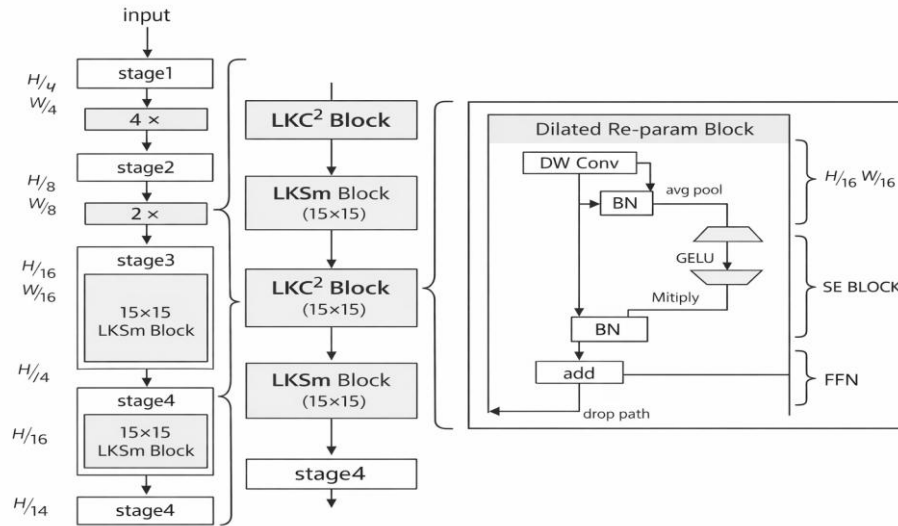 input
stage1
H/4
W/4
4 ×
stage2
H/8
W/8
2 ×
stage3
H/16
W/16
15×15
LKSm Block
H/14
stage4
H/16
15×15
LKSm Block
H/14
stage4
LKC² Block
LKSm Block
(15×15)
LKC² Block
(15×15)
LKSm Block
(15×15)
stage4
Dilated Re-param Block
DW Conv
BN
avg pool
GELU
Mitiply
BN
add
drop path
H/16 W/16
SE BLOCK
FFN